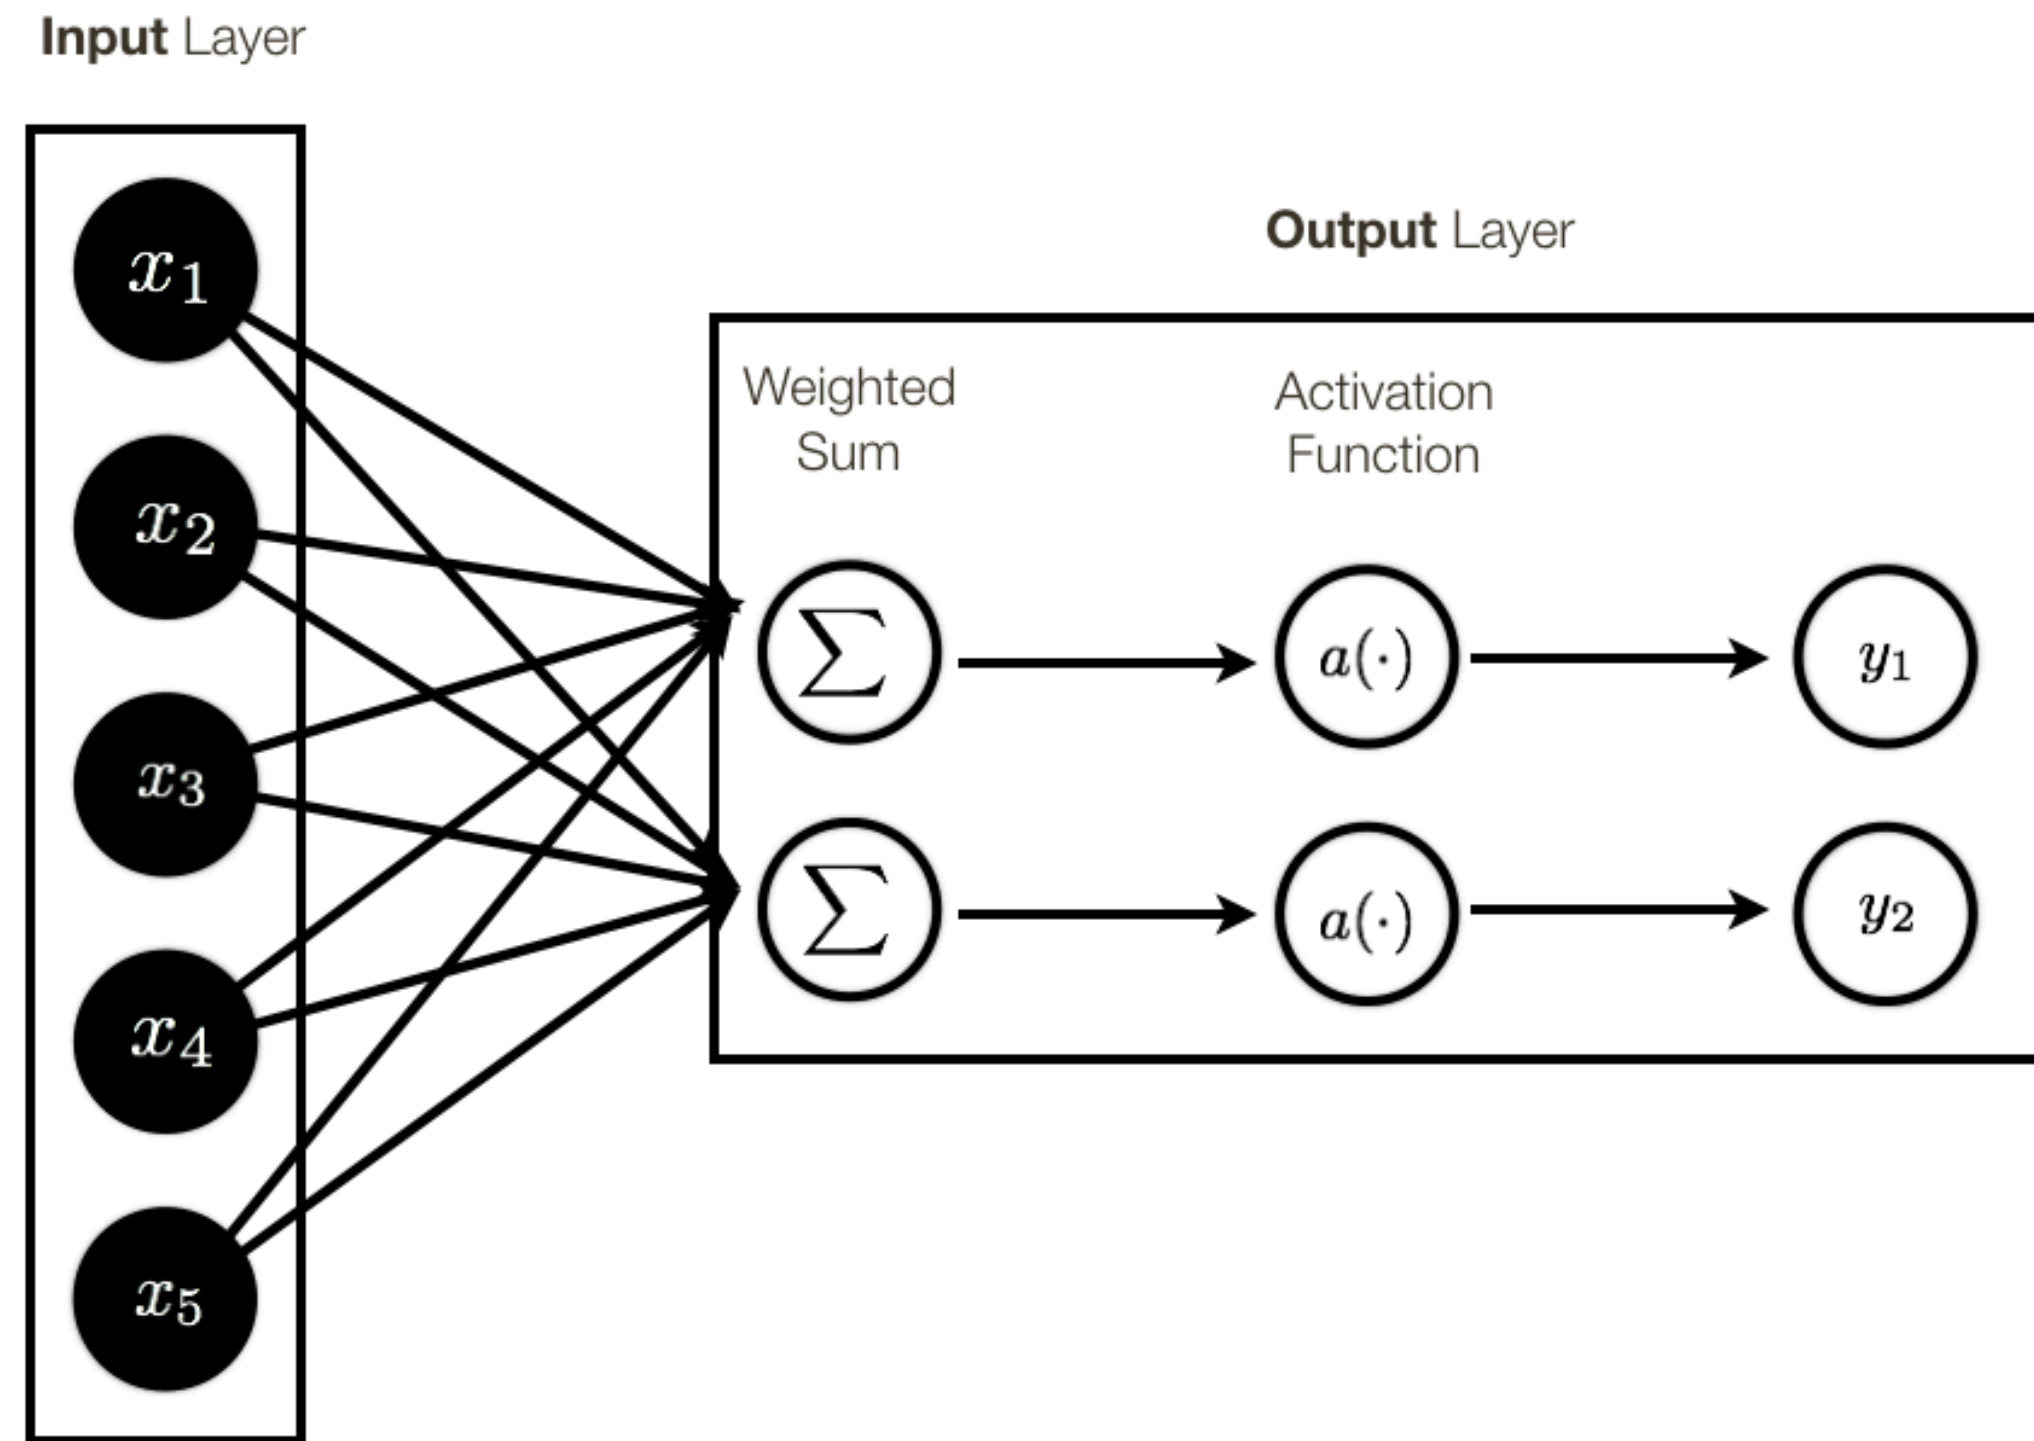 Input Layer
x1
x2
x3
x4
x5
Output Layer
Weighted
Sum
Activation
Function
∑
a(·)
y1
∑
a(·)
y2